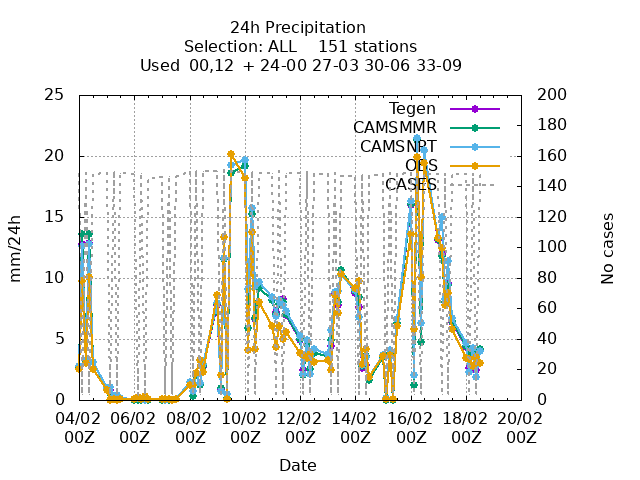 24h Precipitation
Selection: ALL    151 stations
Used  00,12  + 24-00 27-03 30-06 33-09
mm/24h
No cases
25
20
15
10
5
0
200
180
160
140
120
100
80
60
40
20
0
Tegen
CAMSMMR
CAMSNPT
OBS
CASES
04/02 06/02 08/02 10/02 12/02 14/02 16/02 18/02 20/02
00Z 00Z 00Z 00Z 00Z 00Z 00Z 00Z 00Z
Date